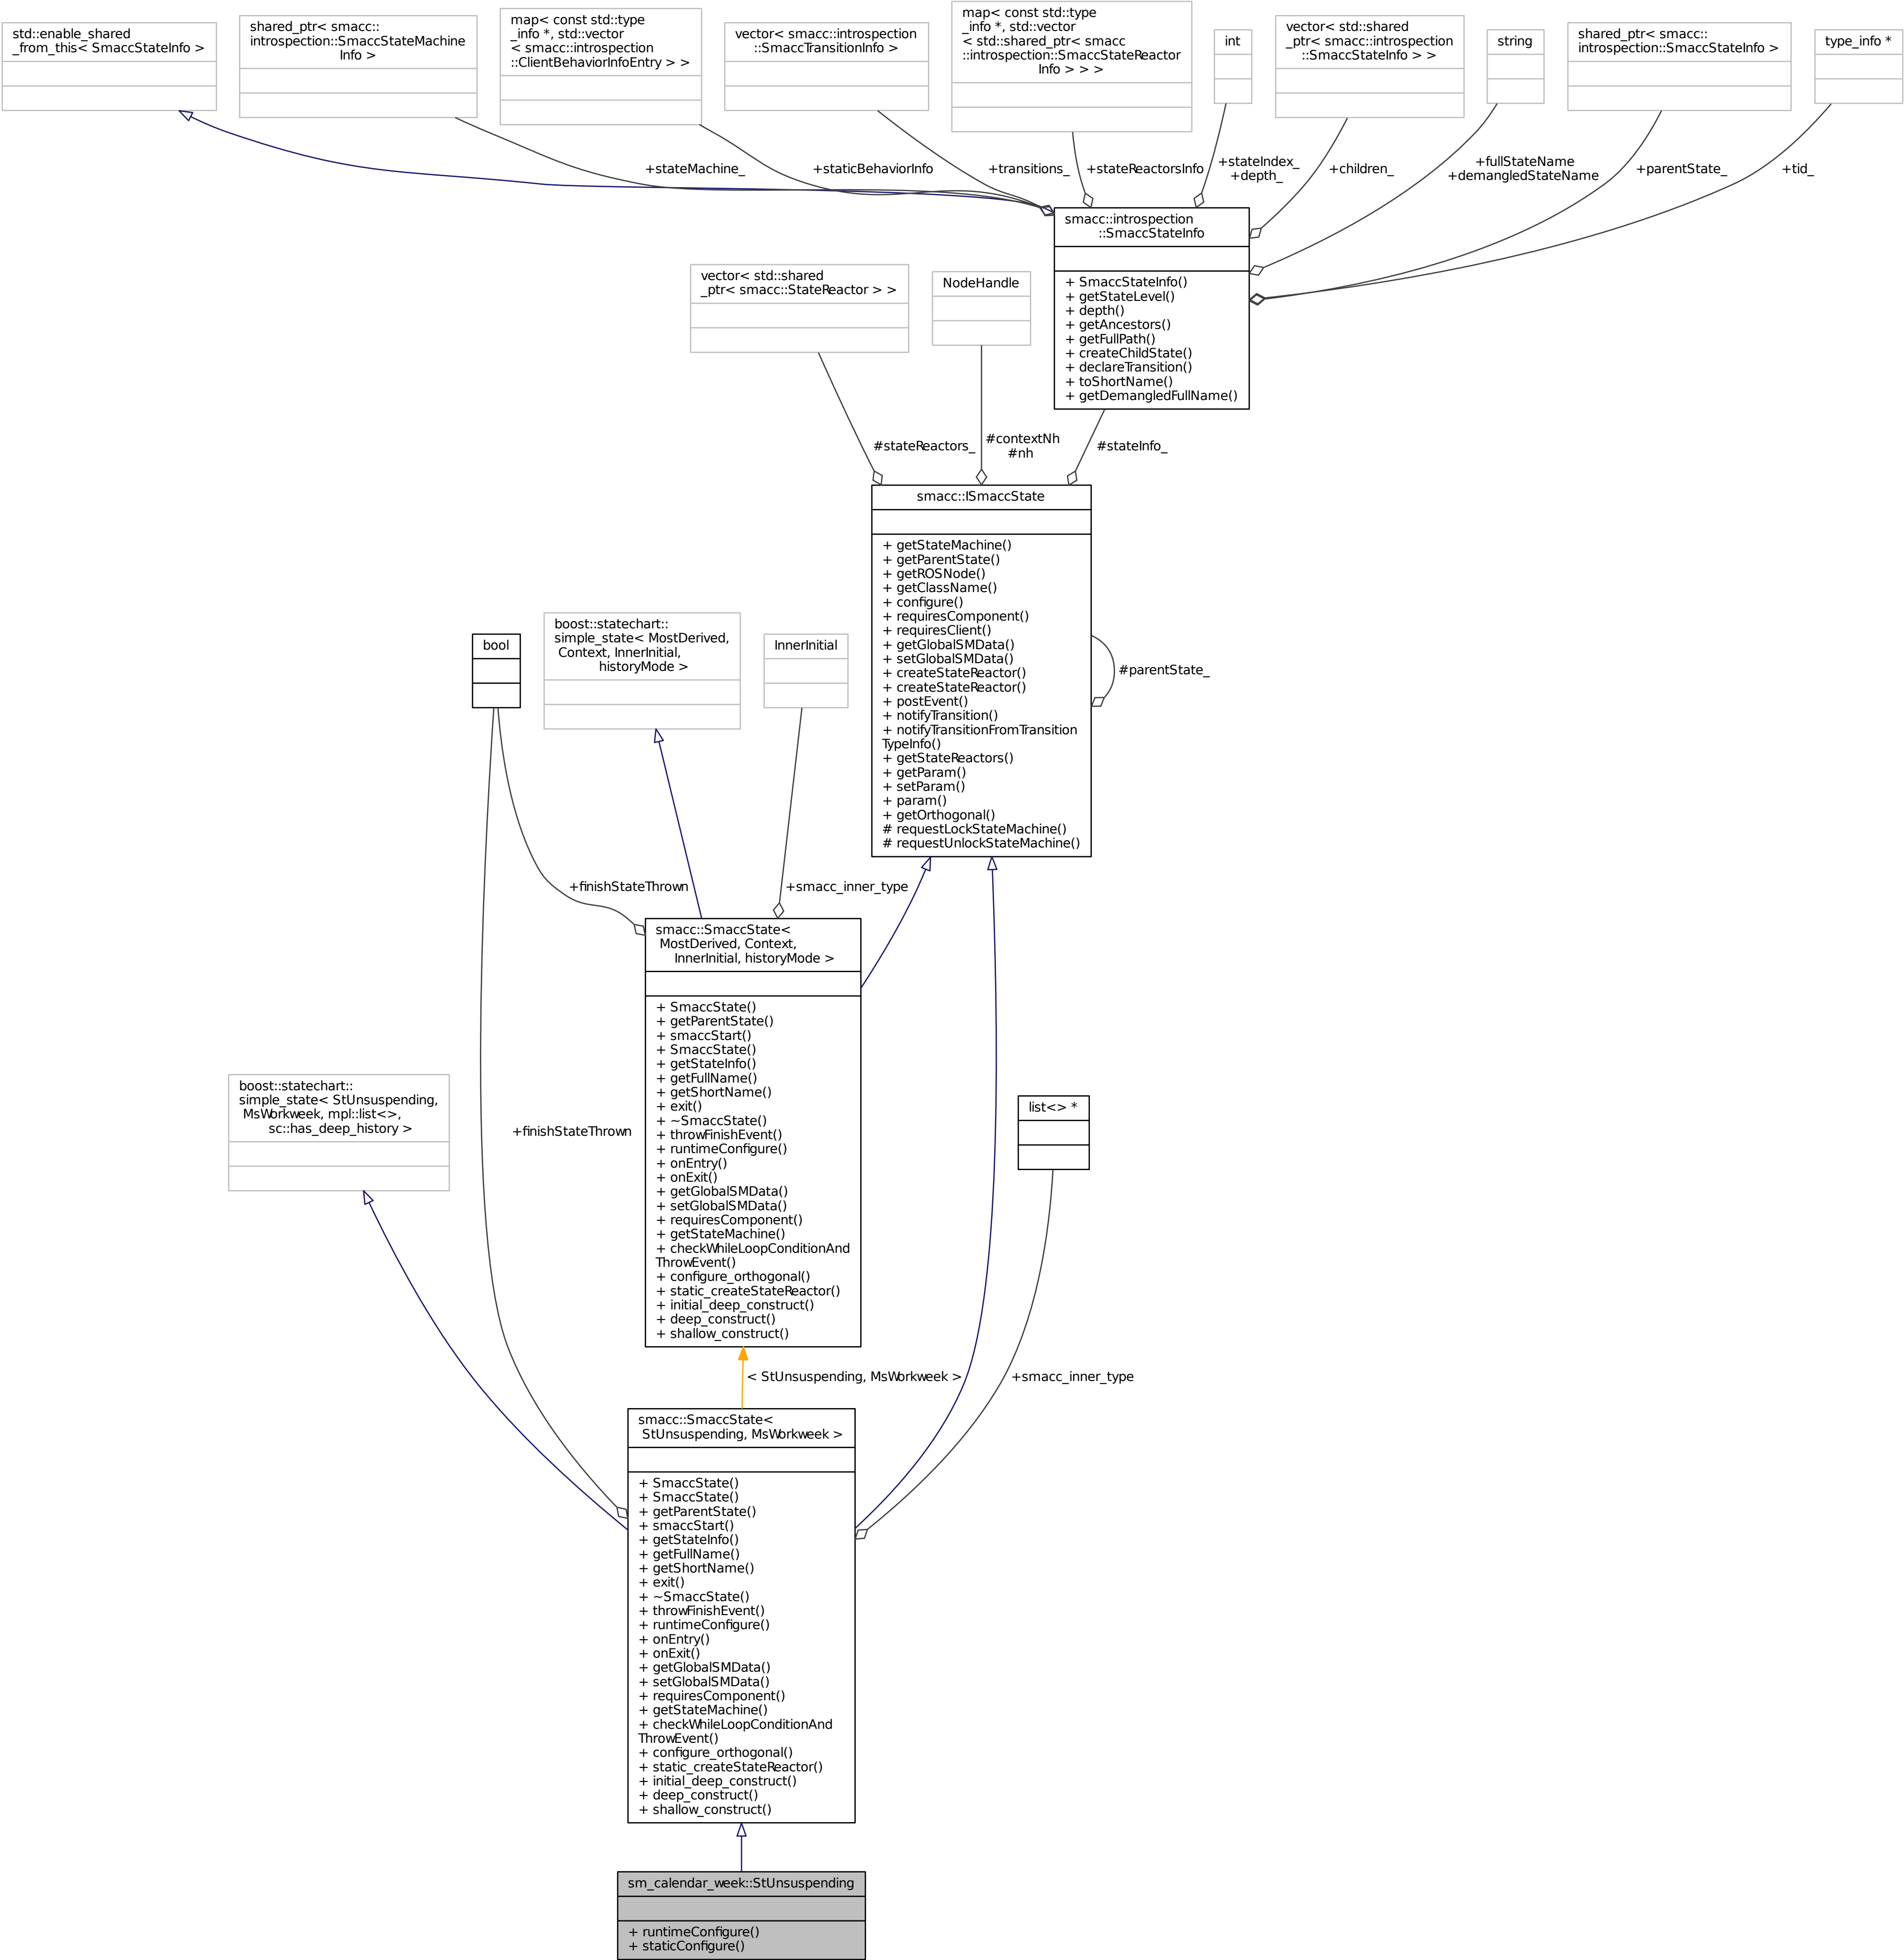 std::enable_shared
_from_this< SmaccStateInfo >
shared_ptr< smacc::
introspection::SmaccStateMachine
Info >
map< const std::type
_info *, std::vector
< smacc::introspection
::ClientBehaviorInfoEntry > >
vector< smacc::introspection
::SmaccTransitionInfo >
map< const std::type
_info *, std::vector
< std::shared_ptr< smacc
::introspection::SmaccStateReactor
Info > > >
int
vector< std::shared
_ptr< smacc::introspection
::SmaccStateInfo > >
string
shared_ptr< smacc::
introspection::SmaccStateInfo >
type_info *
+stateMachine_
+staticBehaviorInfo
+transitions_
+stateReactorsInfo
+stateIndex_
+depth_
+children_
+fullStateName
+demangledStateName
+parentState_
+tid_
smacc::introspection
::SmaccStateInfo
+ SmaccStateInfo()
+ getStateLevel()
+ depth()
+ getAncestors()
+ getFullPath()
+ createChildState()
+ declareTransition()
+ toShortName()
+ getDemangledFullName()
vector< std::shared
_ptr< smacc::StateReactor > >
NodeHandle
#stateReactors_
#contextNh
#nh
#stateInfo_
smacc::ISmaccState
+ getStateMachine()
+ getParentState()
+ getROSNode()
+ getClassName()
+ configure()
+ requiresComponent()
+ requiresClient()
+ getGlobalSMData()
+ setGlobalSMData()
+ createStateReactor()
+ createStateReactor()
+ postEvent()
+ notifyTransition()
+ notifyTransitionFromTransition
TypeInfo()
+ getStateReactors()
+ getParam()
+ setParam()
+ param()
+ getOrthogonal()
# requestLockStateMachine()
# requestUnlockStateMachine()
#parentState_
bool
boost::statechart::
simple_state< MostDerived,
Context, InnerInitial,
historyMode >
InnerInitial
+finishStateThrown
+smacc_inner_type
smacc::SmaccState<
MostDerived, Context,
InnerInitial, historyMode >
+ SmaccState()
+ getParentState()
+ smaccStart()
+ SmaccState()
+ getStateInfo()
+ getFullName()
+ getShortName()
+ exit()
+ ~SmaccState()
+ throwFinishEvent()
+ runtimeConfigure()
+ onEntry()
+ onExit()
+ getGlobalSMData()
+ setGlobalSMData()
+ requiresComponent()
+ getStateMachine()
+ checkWhileLoopConditionAnd
ThrowEvent()
+ configure_orthogonal()
+ static_createStateReactor()
+ initial_deep_construct()
+ deep_construct()
+ shallow_construct()
boost::statechart::
simple_state< StUnsuspending,
MsWorkweek, mpl::list<>,
sc::has_deep_history >
+finishStateThrown
list<> *
< StUnsuspending, MsWorkweek >
+smacc_inner_type
smacc::SmaccState<
StUnsuspending, MsWorkweek >
+ SmaccState()
+ SmaccState()
+ getParentState()
+ smaccStart()
+ getStateInfo()
+ getFullName()
+ getShortName()
+ exit()
+ ~SmaccState()
+ throwFinishEvent()
+ runtimeConfigure()
+ onEntry()
+ onExit()
+ getGlobalSMData()
+ setGlobalSMData()
+ requiresComponent()
+ getStateMachine()
+ checkWhileLoopConditionAnd
ThrowEvent()
+ configure_orthogonal()
+ static_createStateReactor()
+ initial_deep_construct()
+ deep_construct()
+ shallow_construct()
sm_calendar_week::StUnsuspending
+ runtimeConfigure()
+ staticConfigure()